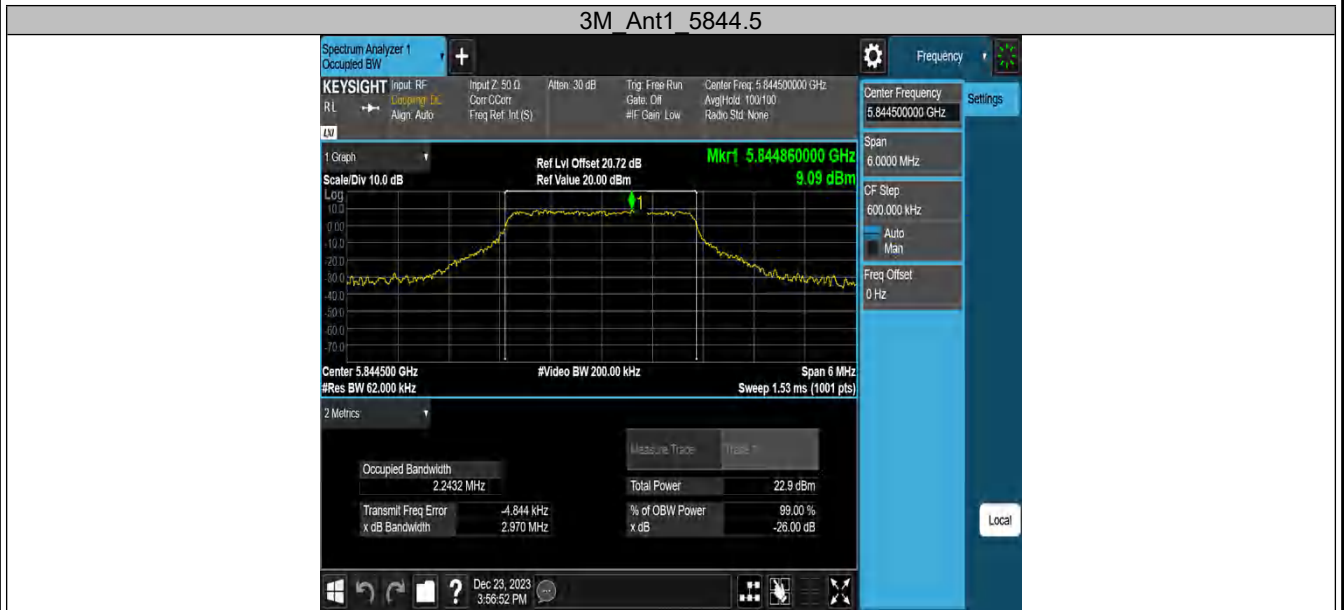 3M_Ant1_5844.5
Spectrum Analyzer 1
Occupied BW
+
Frequency
KEYSIGHT
RL
LXI
Input: RF
Coupling: DC
Align: Auto
Input Z: 50 Ω
Corr CCorr
Freq Ref: Int (S)
Atten: 30 dB
Trig: Free Run
Gate: Off
#IF Gain: Low
Center Freq: 5.844500000 GHz
Avg|Hold: 100/100
Radio Std: None
Center Frequency
5.844500000 GHz
Settings
Span
6.0000 MHz
CF Step
600.000 kHz
Auto
Man
Freq Offset
0 Hz
Local
1 Graph
Scale/Div 10.0 dB
Ref Lvl Offset 20.72 dB
Ref Value 20.00 dBm
Mkr1 5.844860000 GHz
9.09 dBm
Log
10.0
0.00
-10.0
-20.0
-30.0
-40.0
-50.0
-60.0
-70.0
1
Center 5.844500 GHz
#Video BW 200.00 kHz
Span 6 MHz
#Res BW 62.000 kHz
Sweep 1.53 ms (1001 pts)
2 Metrics
Measure Trace
Trace 1
Occupied Bandwidth
2.2432 MHz
Total Power
22.9 dBm
Transmit Freq Error
-4.844 kHz
% of OBW Power
99.00 %
x dB Bandwidth
2.970 MHz
x dB
-26.00 dB
?
Dec 23, 2023
3:56:52 PM